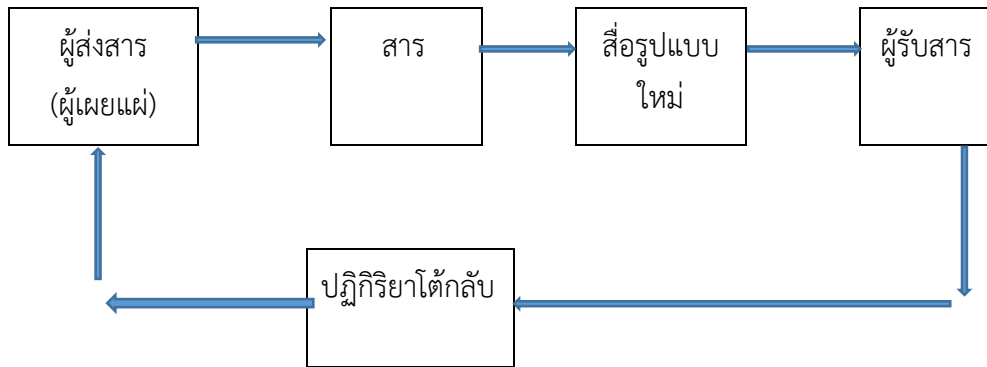 ผู้ส่งสาร
(ผู้เผยแผ่)
สาร
สื่อรูปแบบ
ใหม่
ผู้รับสาร
ปฏิกิริยาโต้กลับ